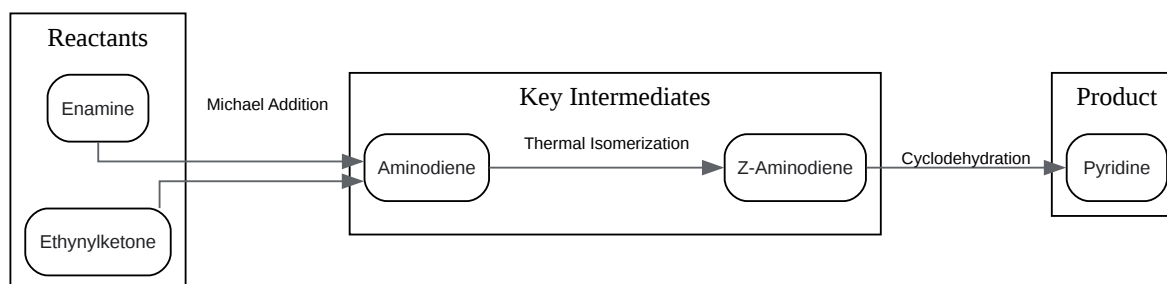 Reactants
Enamine
Ethynylketone
Michael Addition
Key Intermediates
Aminodiene
Thermal Isomerization
Z-Aminodiene
Cyclodehydration
Product
Pyridine